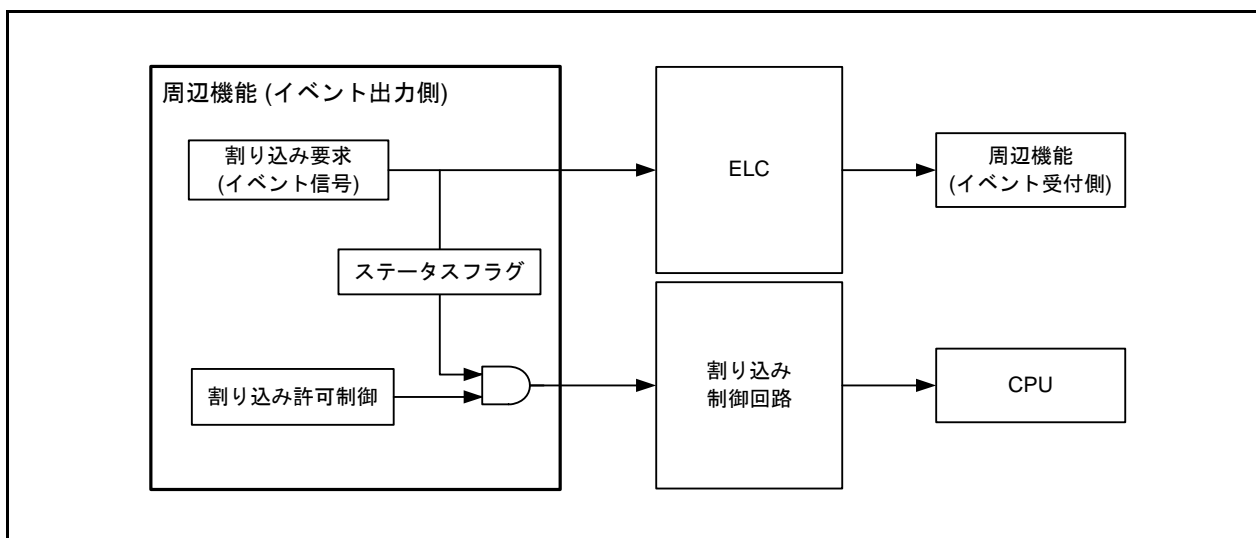 周辺機能 (イベント出力側)
割り込み要求
(イベント信号)
ELC
周辺機能
(イベント受付側)
ステータスフラグ
割り込み許可制御
割り込み
制御回路
CPU